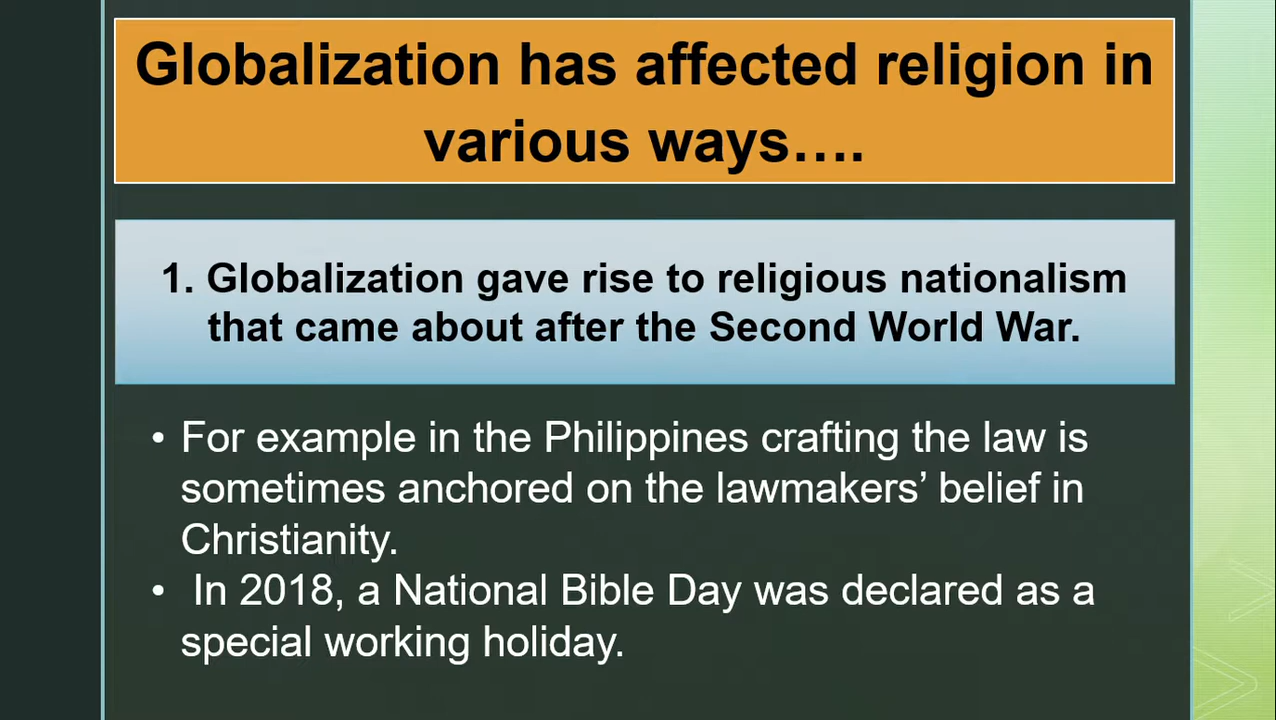 Globalization has affected religion in
various ways….
1. Globalization gave rise to religious nationalism
that came about after the Second World War.
• For example in the Philippines crafting the law is
sometimes anchored on the lawmakers’ belief in
Christianity.
• In 2018, a National Bible Day was declared as a
special working holiday.